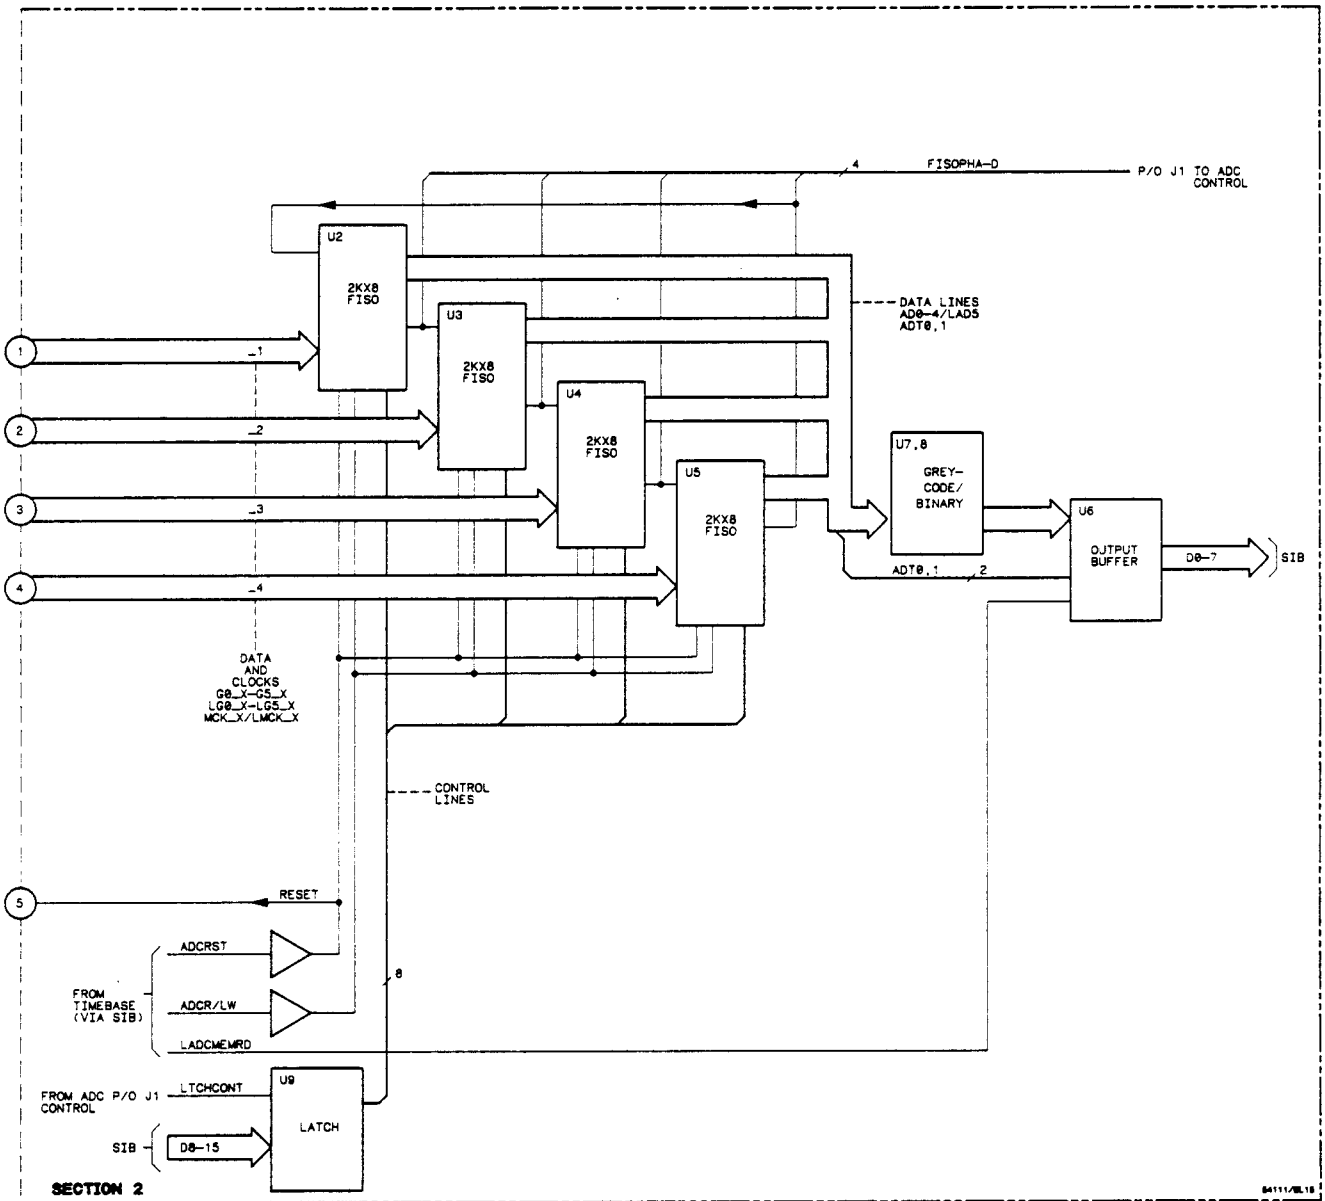 4 FISOPHA-D
P/O J1 TO ADC
CONTROL
U2
2KX8
FISO
U3
2KX8
FISO
U4
2KX8
FISO
U5
2KX8
FISO
DATA LINES
AD0-4/LAD5
ADT0,1
1
_1
2
_2
3
_3
4
_4
U7,8
GREY-
CODE/
BINARY
U6
OUTPUT
BUFFER
D0-7
SIB
ADT0,1 2
DATA
AND
CLOCKS
G0_X-G5_X
LG0_X-LG5_X
MCK_X/LMCK_X
CONTROL
LINES
5
RESET
ADCRST
8
FROM
TIMEBASE
(VIA SIB)
ADCR/LW
LADCMEMRD
FROM ADC P/O J1
CONTROL
LTCHCONT
U9
LATCH
SIB
D8-15
SECTION 2